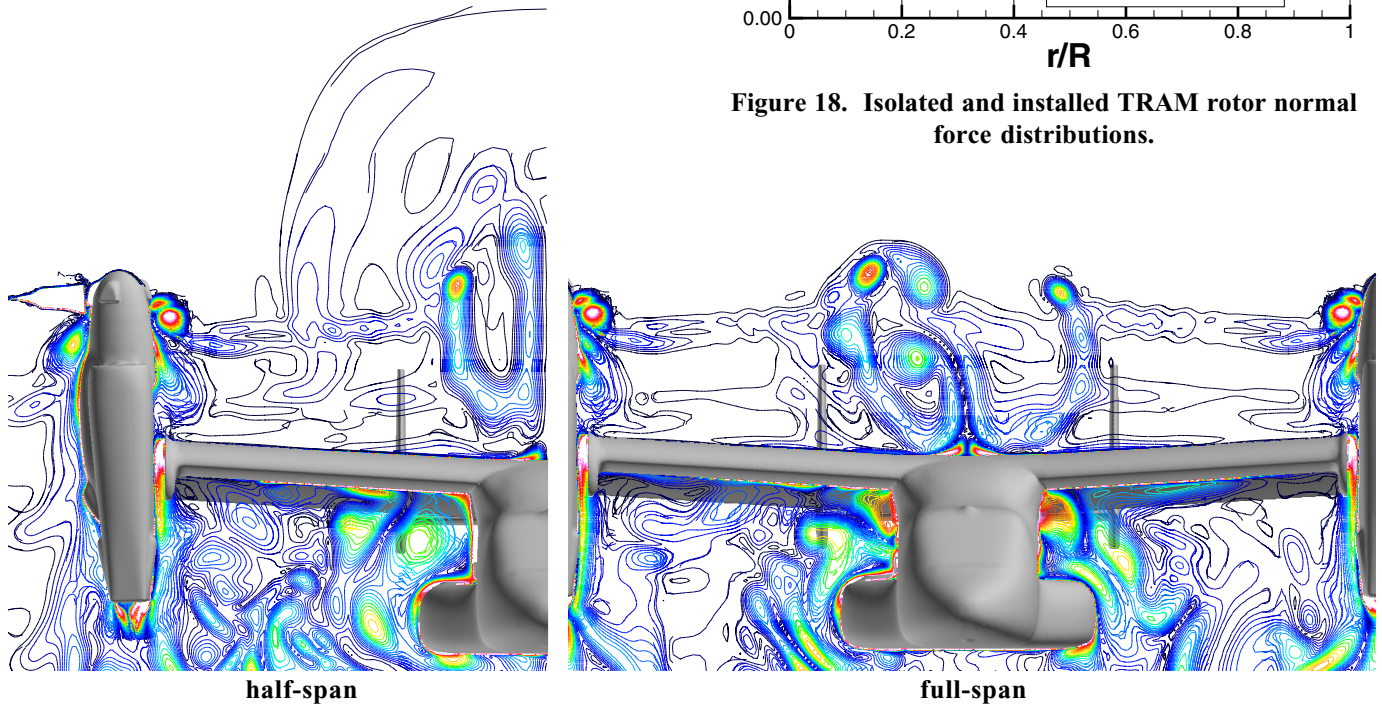 0.00
0 0.2 0.4 0.6 0.8 1
r/R
Figure 18. Isolated and installed TRAM rotor normal
force distributions.
half-span full-span